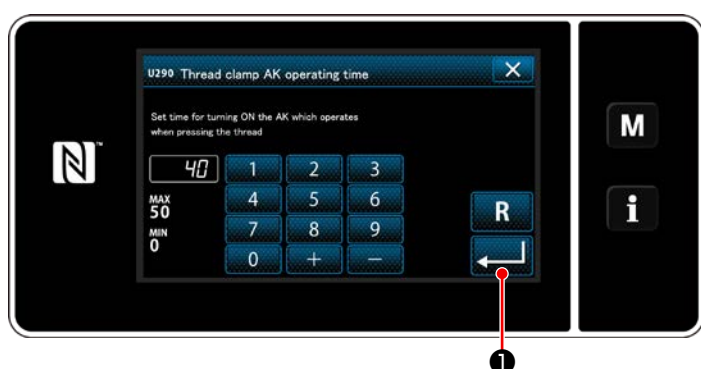 U290 Thread clamp AK operating time
Set time for turning ON the AK which operates
when pressing the thread
40
1 2 3
MAX
50
4 5 6
MIN
0
7 8 9
0 + −
R
M
i
N™
❶